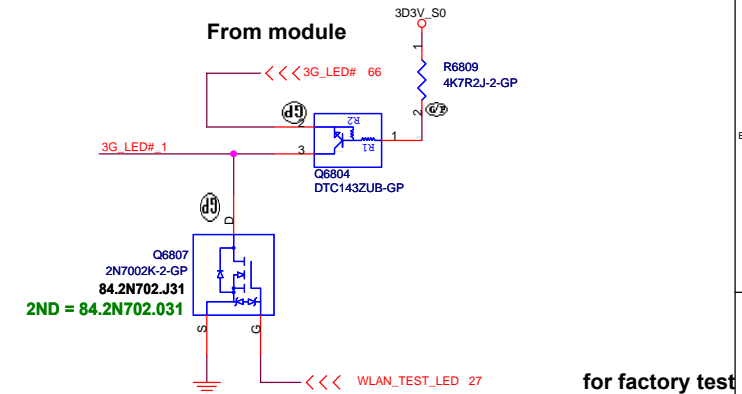 3D3V_S0
From module
3G_LED# 66
R6809
4K7R2J-2-GP
1
2
G/P
GP
2
R2
R1
1
3G_LED#_1
3
Q6804
DTC143ZUB-GP
GP
D
Q6807
2N7002K-2-GP
84.2N702.J31
2ND = 84.2N702.031
S
G
WLAN_TEST_LED 27
for factory test